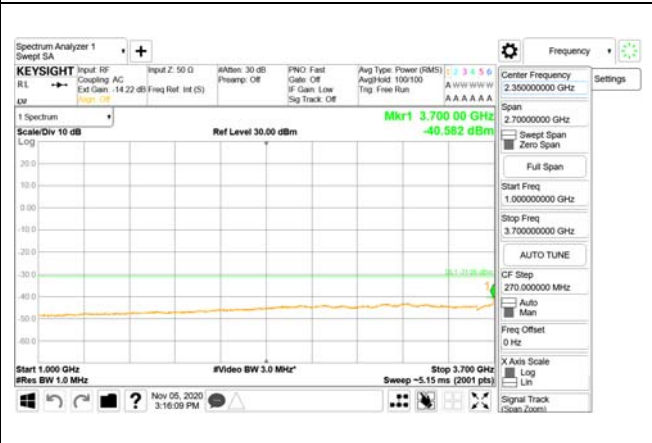 Spectrum Analyzer 1
Swept SA
+
Frequency
KEYSIGHT
RL
Input: RF
Coupling: AC
Ext Gain: -14.22 dB
Align: Off
Input Z: 50 Ω
Freq Ref: Int (S)
#Atten: 30 dB
Preamp: Off
PNO: Fast
Gate: Off
IF Gain: Low
Sig Track: Off
Avg Type: Power (RMS)
Avg|Hold: 100/100
Trig: Free Run
1 2 3 4 5 6
A W W W W W
A A A A A A
1 Spectrum
Scale/Div 10 dB
Ref Level 30.00 dBm
Mkr1 3.700 00 GHz
-40.582 dBm
Log
20.0
10.0
0.00
-10.0
-20.0
-30.0
-40.0
-50.0
-60.0
1
Start 1.000 GHz
#Res BW 1.0 MHz
#Video BW 3.0 MHz*
Stop 3.700 GHz
Sweep ~5.15 ms (2001 pts)
Nov 05, 2020
3:16:09 PM
Center Frequency
2.350000000 GHz
Settings
Span
2.70000000 GHz
Swept Span
Zero Span
Full Span
Start Freq
1.000000000 GHz
Stop Freq
3.700000000 GHz
AUTO TUNE
CF Step
270.000000 MHz
Auto
Man
Freq Offset
0 Hz
X Axis Scale
Log
Lin
Signal Track
(Span Zoom)